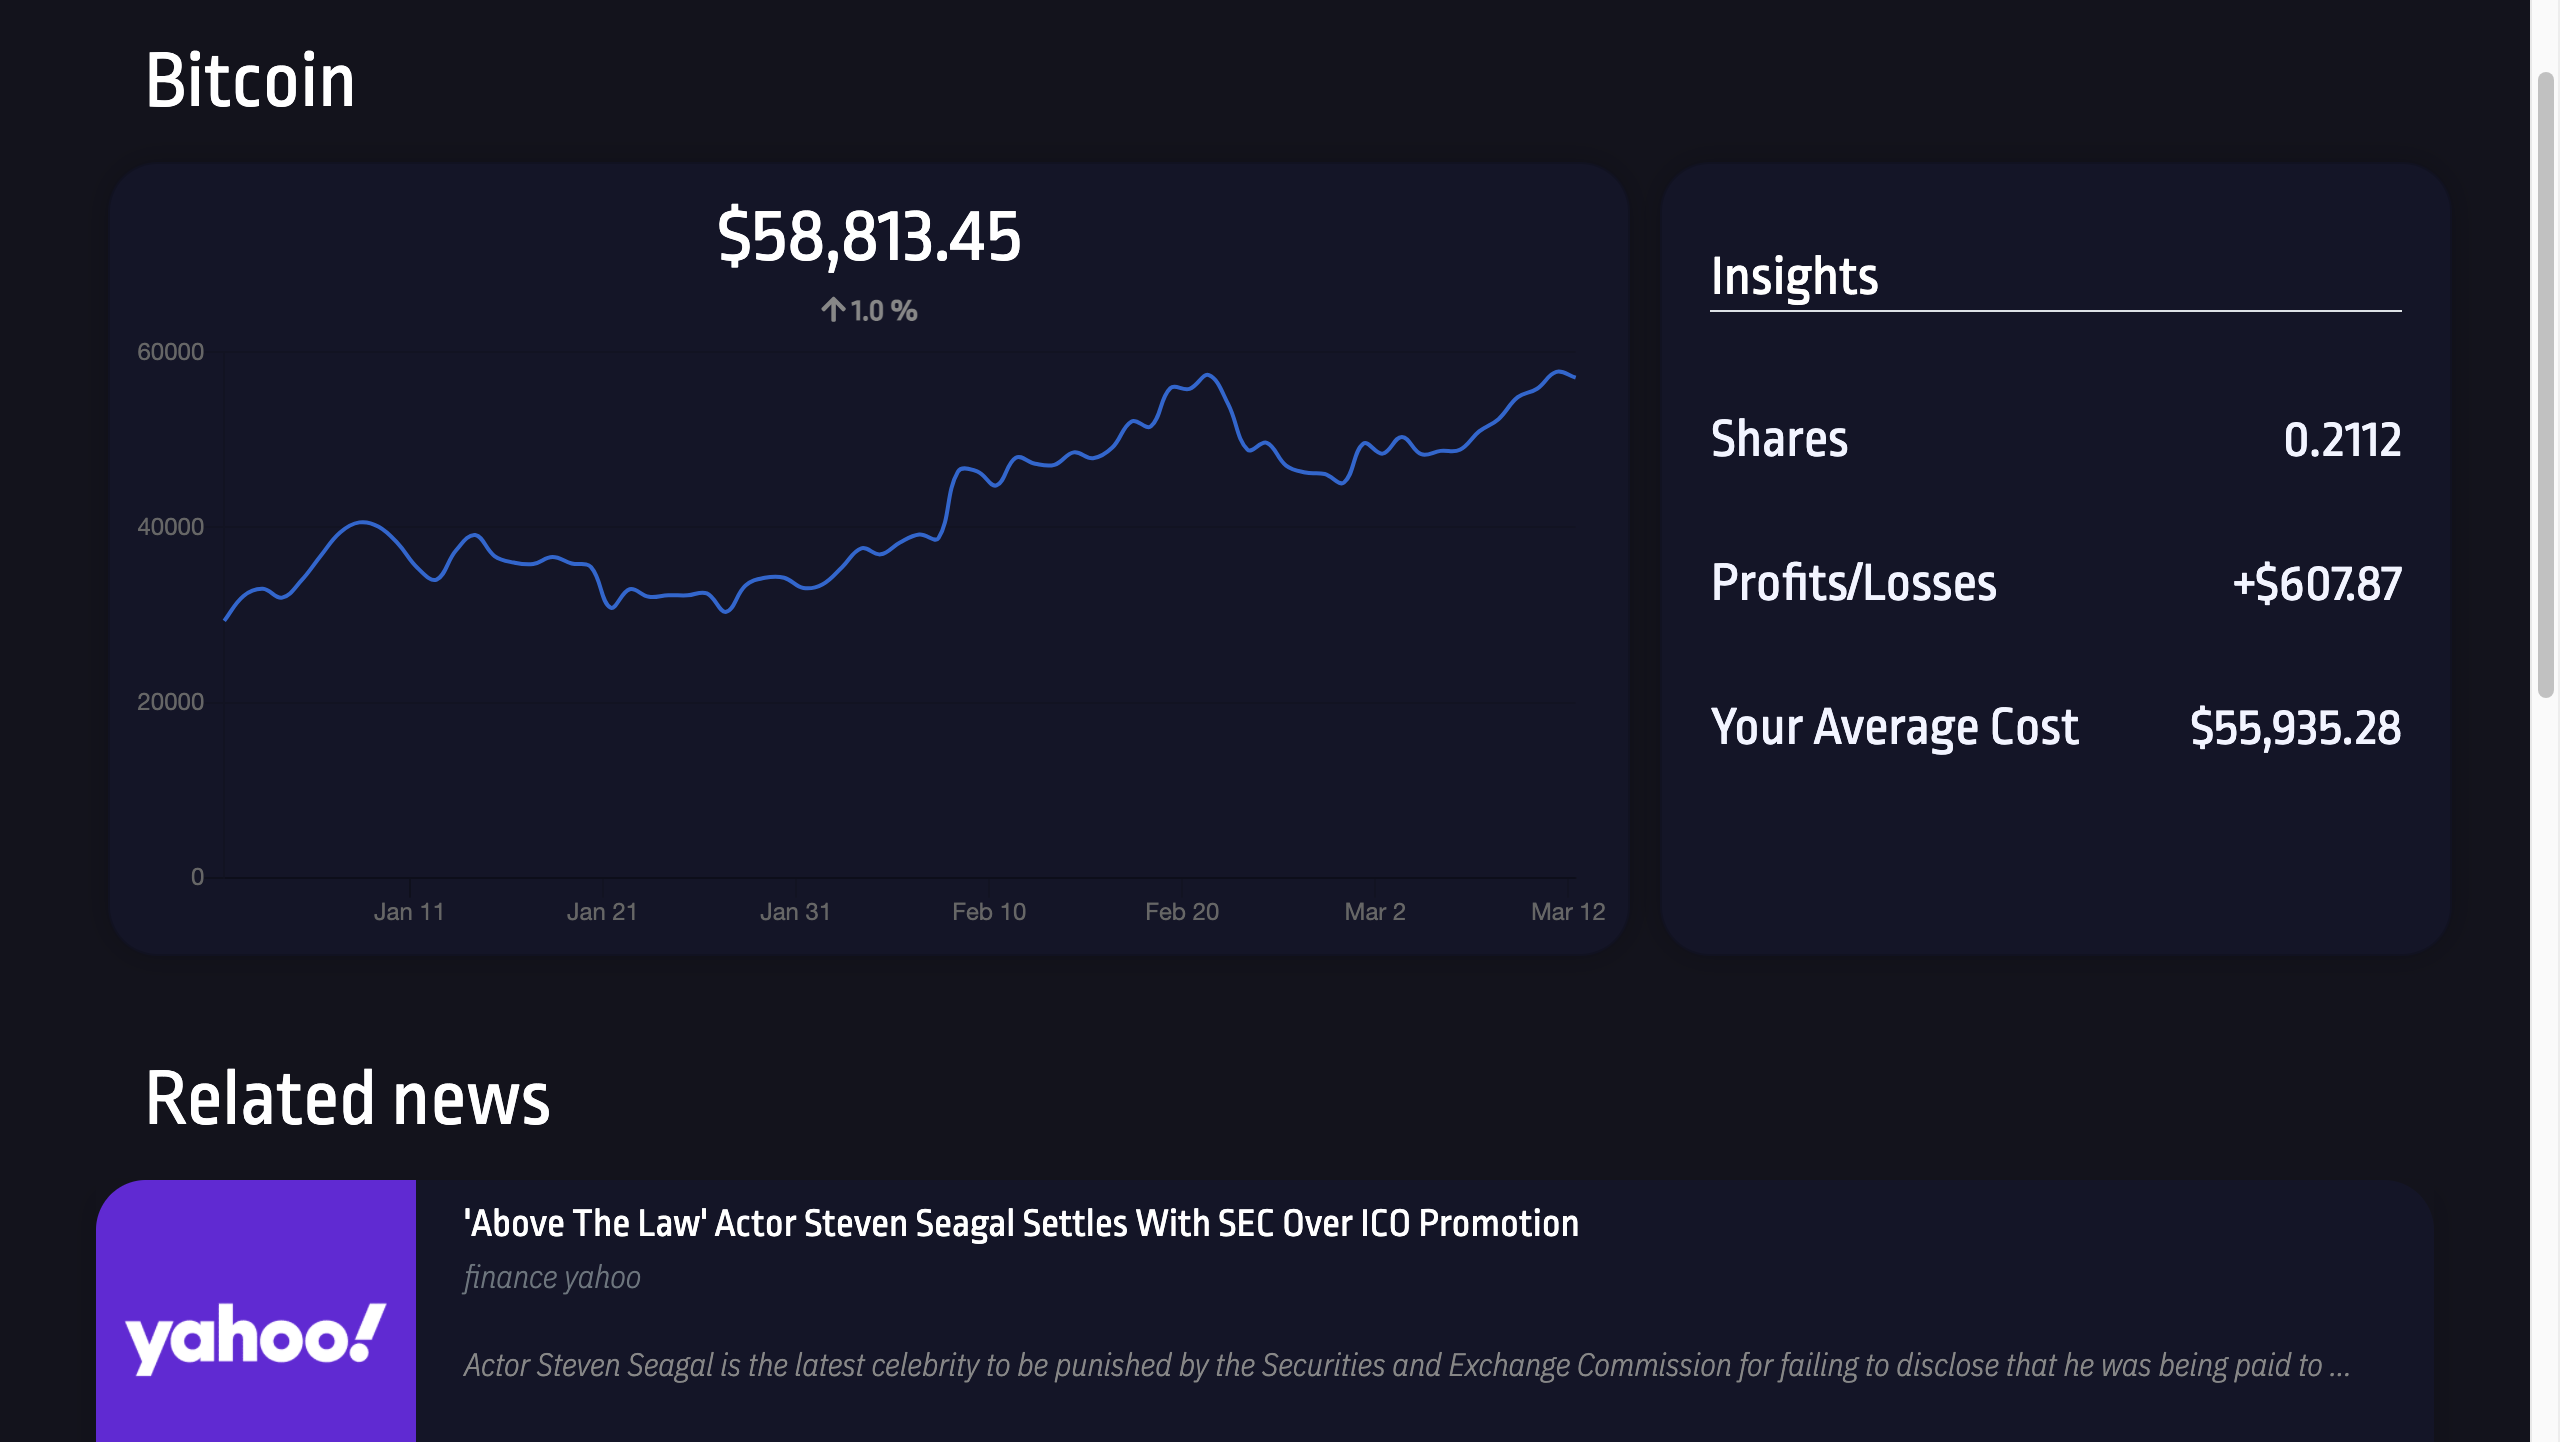 Bitcoin
$58,813.45
↑1.0 %
60000
40000
20000
0
Jan 11 Jan 21 Jan 31 Feb 10 Feb 20 Mar 2 Mar 12
Insights
Shares 0.2112
Profits/Losses +$607.87
Your Average Cost $55,935.28
Related news
yahoo!
'Above The Law' Actor Steven Seagal Settles With SEC Over ICO Promotion
finance yahoo
Actor Steven Seagal is the latest celebrity to be punished by the Securities and Exchange Commission for failing to disclose that he was being paid to ...